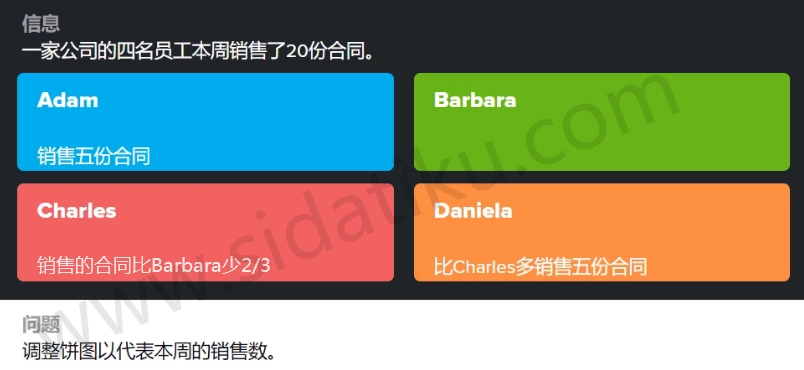 信息
一家公司的四名员工本周销售了20份合同。
Adam
销售五份合同
Barbara
Charles
销售的合同比Barbara少2/3
Daniela
比Charles多销售五份合同
问题
调整饼图以代表本周的销售数。
www.sidatiku.com